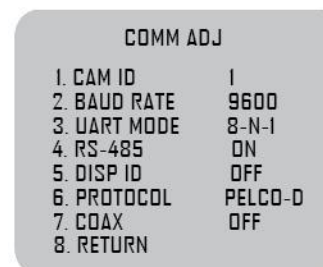 COMM ADJ
1. CAM ID 1
2. BAUD RATE 9600
3. UART MODE 8-N-1
4. RS-485 ON
5. DISP ID OFF
6. PROTOCOL PELCO-D
7. COAX OFF
8. RETURN